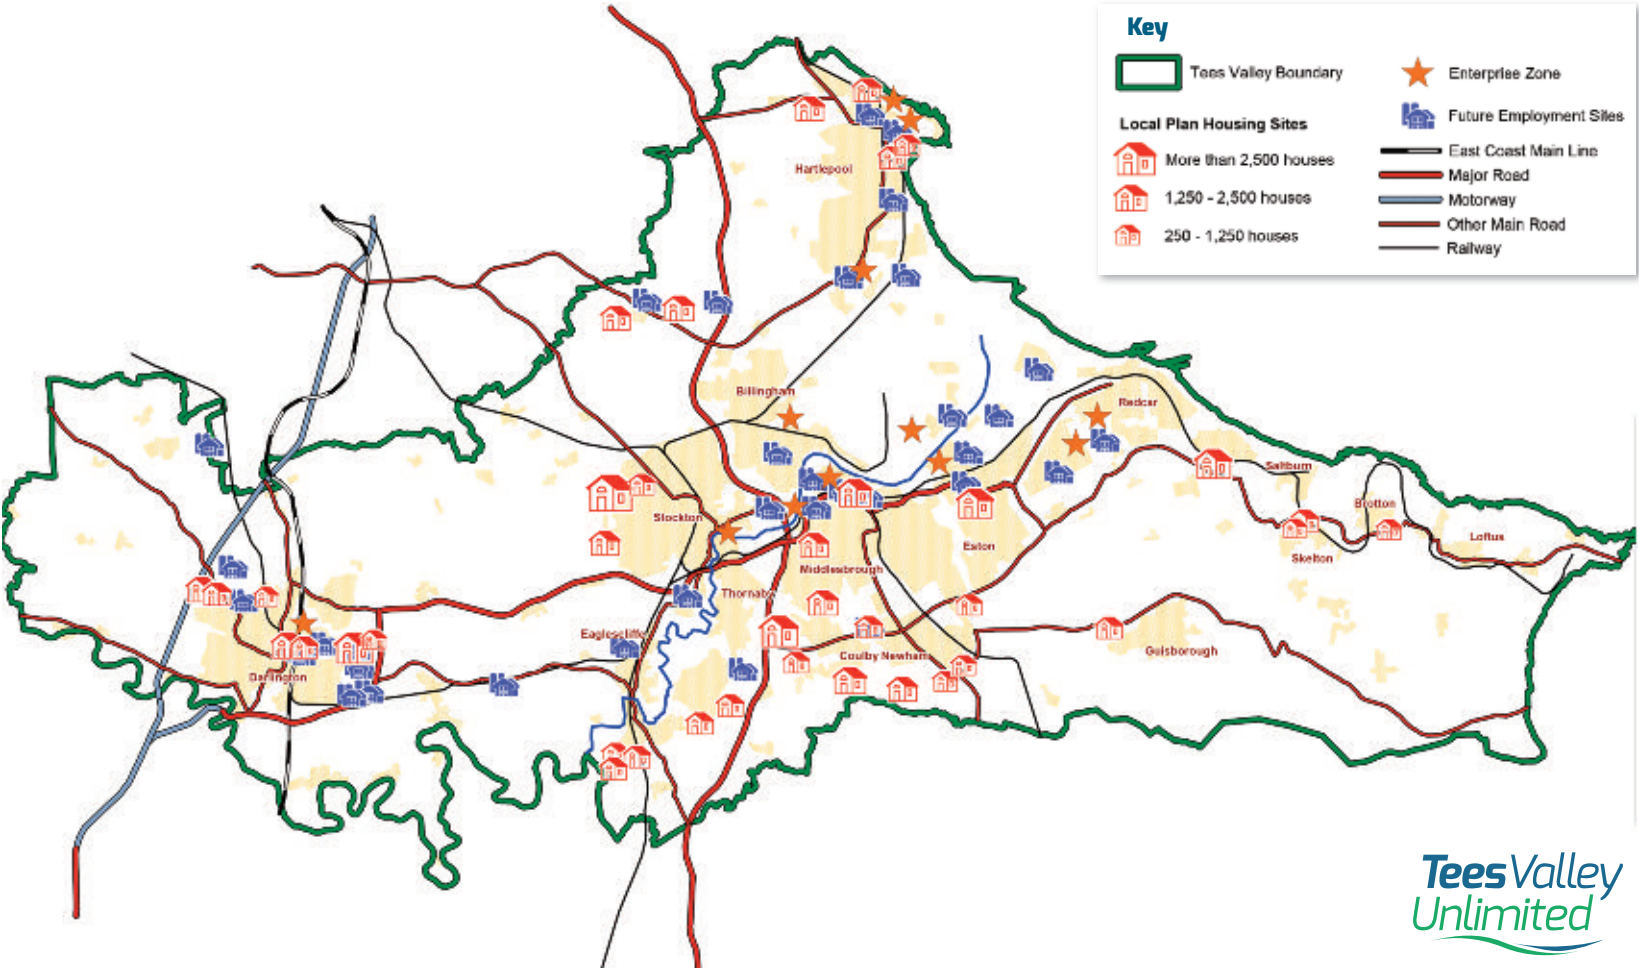 Key
Tees Valley Boundary
Enterprise Zone
Future Employment Sites
Local Plan Housing Sites
More than 2,500 houses
1,250 - 2,500 houses
250 - 1,250 houses
East Coast Main Line
Major Road
Motorway
Other Main Road
Railway
Hartlepool
Billingham
Redcar
Saltburn
Brotton
Loftus
Skelton
Stockton
Eston
Middlesbrough
Thornaby
Eaglescliffe
Coulby Newham
Guisborough
Darlington
Tees Valley
Unlimited